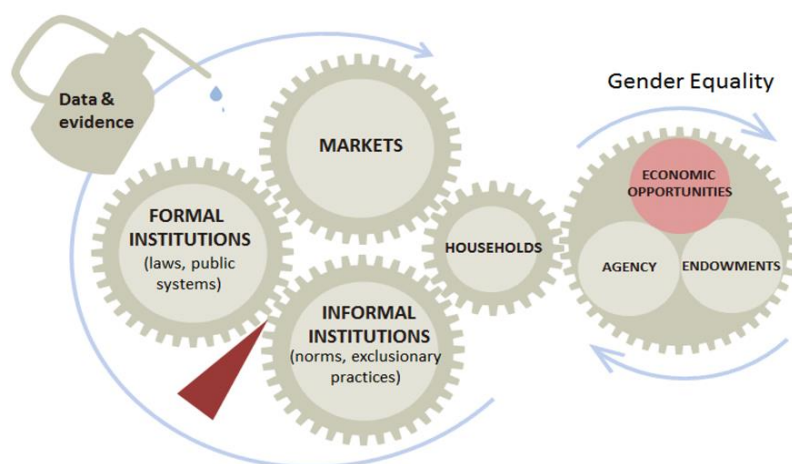 Data &
evidence
MARKETS
FORMAL
INSTITUTIONS
(laws, public
systems)
INFORMAL
INSTITUTIONS
(norms, exclusionary
practices)
HOUSEHOLDS
Gender Equality
ECONOMIC
OPPORTUNITIES
AGENCY
ENDOWMENTS